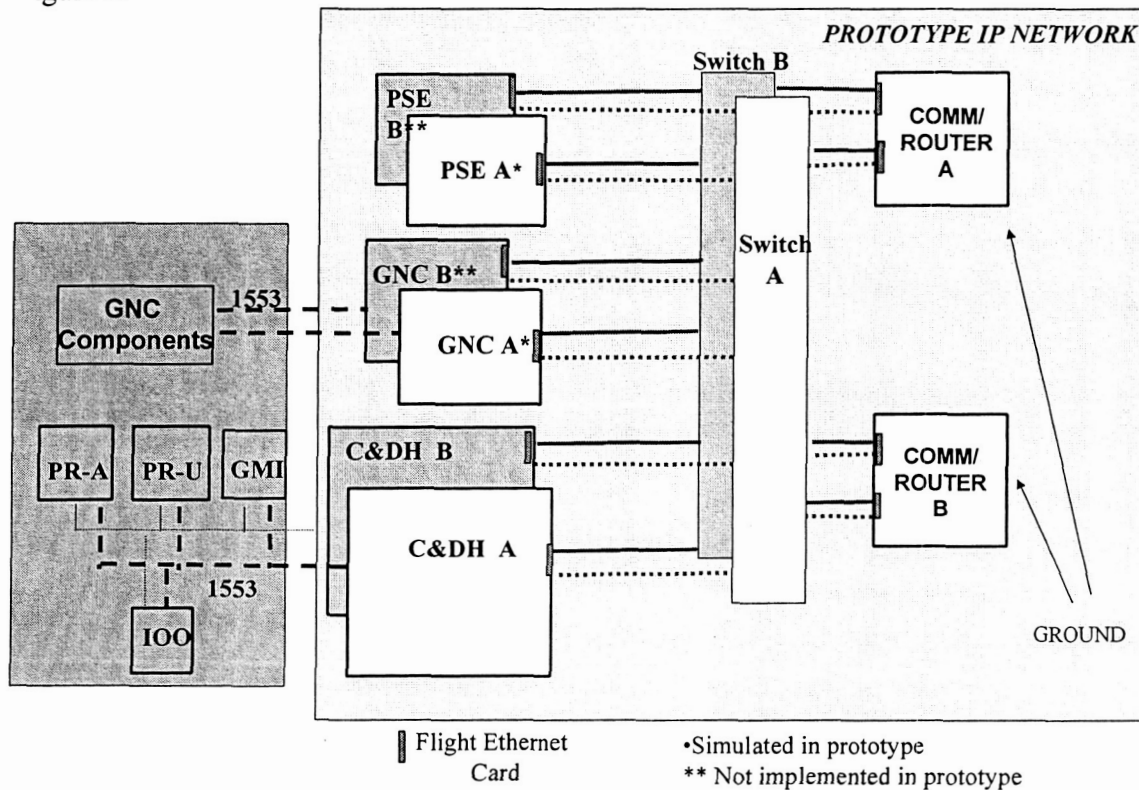 PROTOTYPE IP NETWORK
Switch B
PSE
B**
PSE A*
COMM/
ROUTER
A
Switch
A
GNC
Components
1553
GNC B**
GNC A*
PR-A
PR-U
GMI
C&DH B
C&DH A
COMM/
ROUTER
B
1553
IOO
GROUND
Flight Ethernet
Card
•Simulated in prototype
** Not implemented in prototype